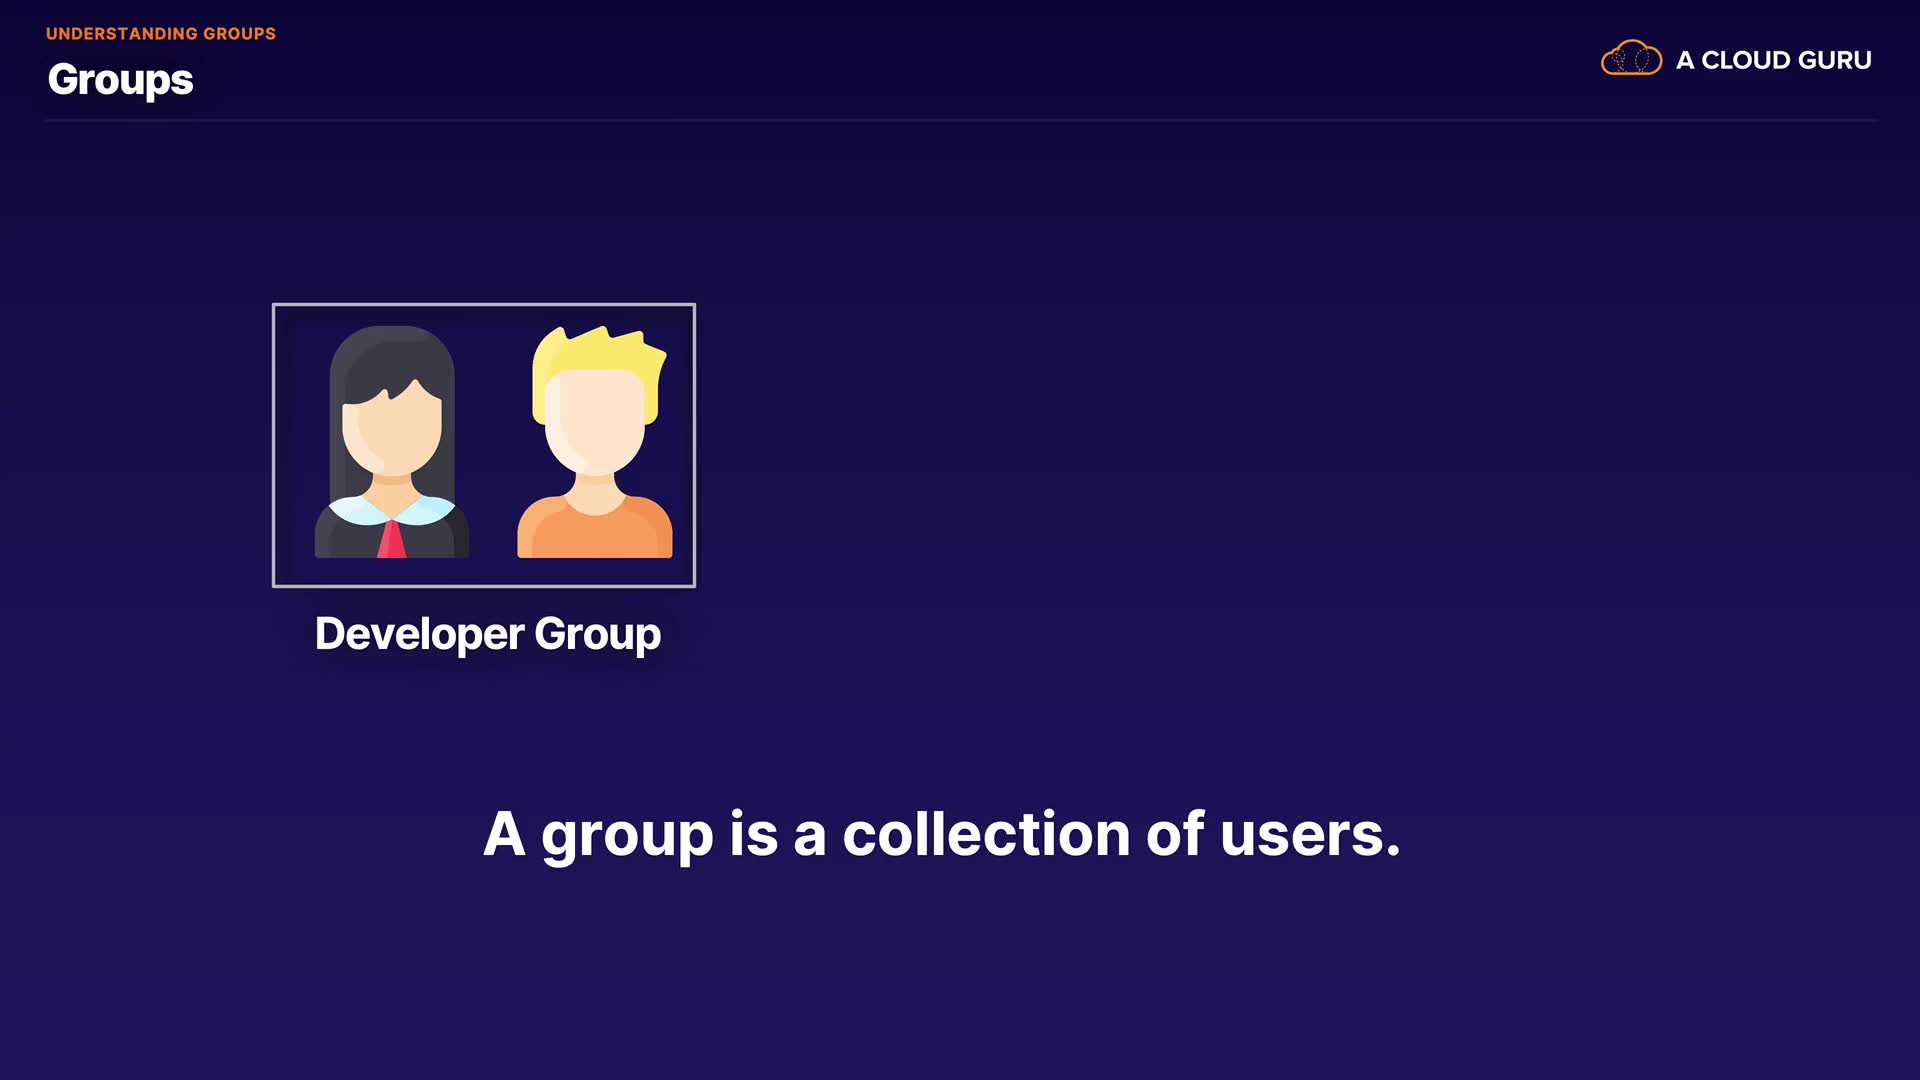 UNDERSTANDING GROUPS
Groups
A CLOUD GURU
Developer Group
A group is a collection of users.